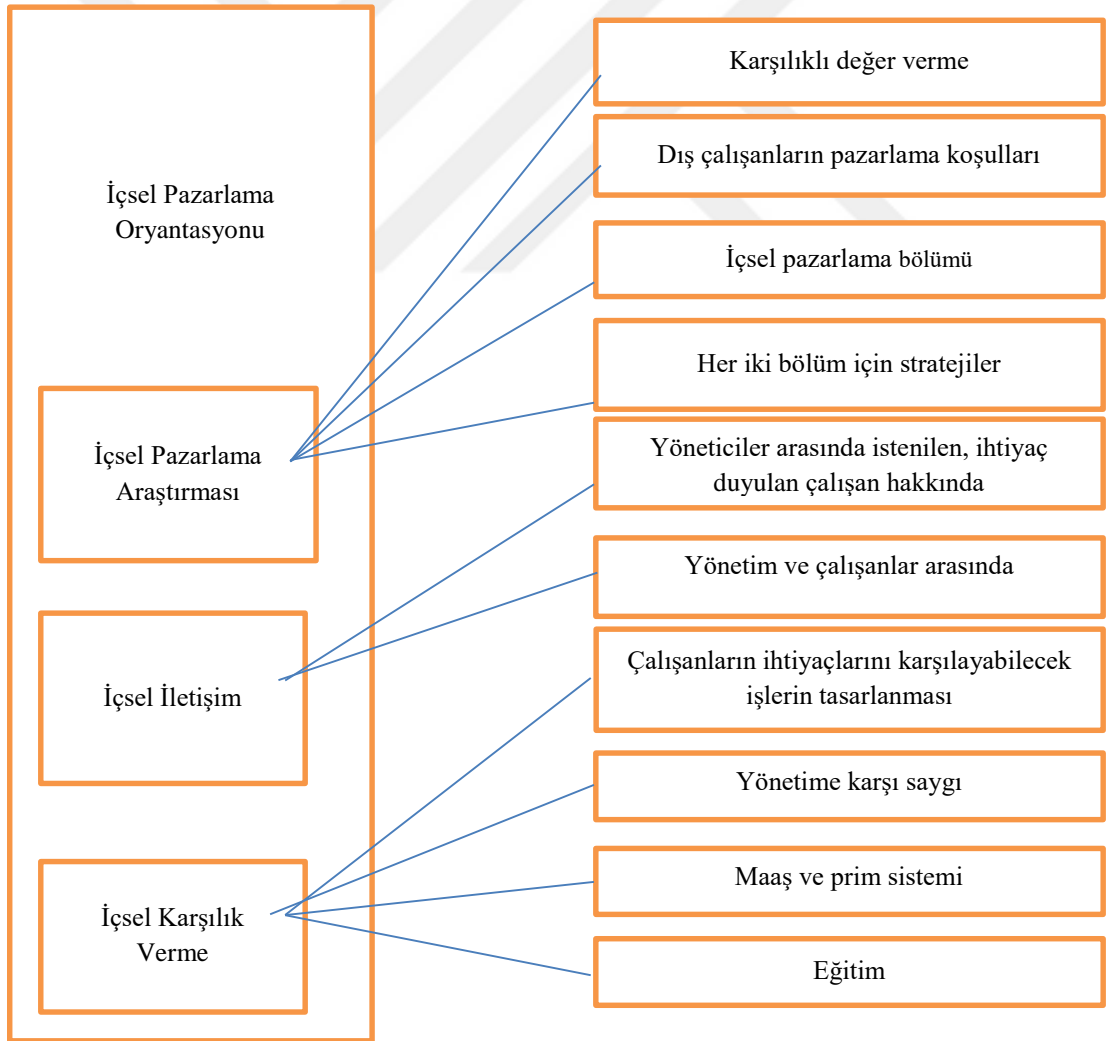 İçsel Pazarlama
Oryantasyonu
İçsel Pazarlama
Araştırması
İçsel İletişim
İçsel Karşılık
Verme
Karşılıklı değer verme
Dış çalışanların pazarlama koşulları
İçsel pazarlama bölümü
Her iki bölüm için stratejiler
Yöneticiler arasında istenilen, ihtiyaç
duyulan çalışan hakkında
Yönetim ve çalışanlar arasında
Çalışanların ihtiyaçlarını karşılayabilecek
işlerin tasarlanması
Yönetime karşı saygı
Maaş ve prim sistemi
Eğitim